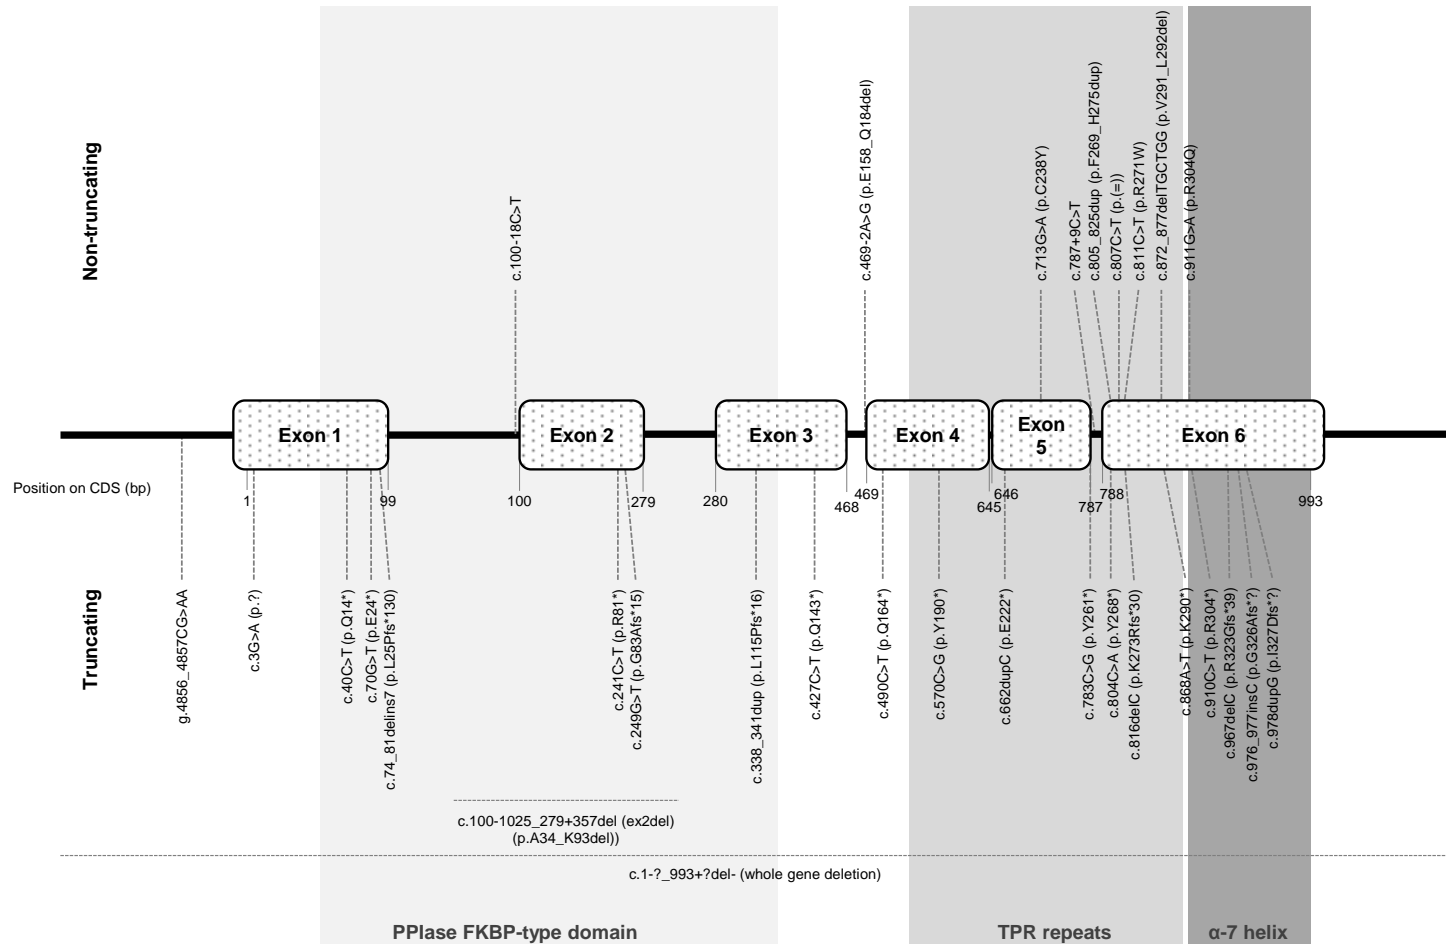 Non-truncating
c.100-18C>T
c.469-2A>G (p.E158_Q184del)
c.713G>A (p.C238Y)
c.787+9C>T
c.805_825dup (p.F269_H275dup)
c.807C>T (p.(=))
c.811C>T (p.R271W)
c.872_877delTGCTGG (p.V291_L292del)
c.911G>A (p.R304Q)
Exon 1
Exon 2
Exon 3
Exon 4
Exon
5
Exon 6
Position on CDS (bp)
1
99
100
279
280
468
469
645
646
787
788
993
Truncating
g.4856_4857CG>AA
c.3G>A (p.?)
c.40C>T (p.Q14*)
c.70G>T (p.E24*)
c.74_81delins7 (p.L25Pfs*130)
c.241C>T (p.R81*)
c.249G>T (p.G83Afs*15)
c.338_341dup (p.L115Pfs*16)
c.427C>T (p.Q143*)
c.490C>T (p.Q164*)
c.570C>G (p.Y190*)
c.662dupC (p.E222*)
c.783C>G (p.Y261*)
c.804C>A (p.Y268*)
c.816delC (p.K273Rfs*30)
c.868A>T (p.K290*)
c.910C>T (p.R304*)
c.967delC (p.R323Gfs*39)
c.976_977insC (p.G326Afs*?)
c.978dupG (p.I327Dfs*?)
c.100-1025_279+357del (ex2del)
(p.A34_K93del))
c.1-?_993+?del- (whole gene deletion)
PPIase FKBP-type domain
TPR repeats
α-7 helix